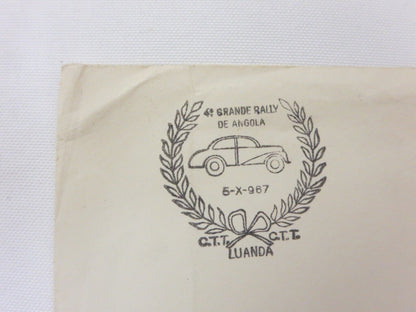 4º GRANDE RALLY
DE ANGOLA
5-X-967
C.T.T. C.T.T.
LUANDA